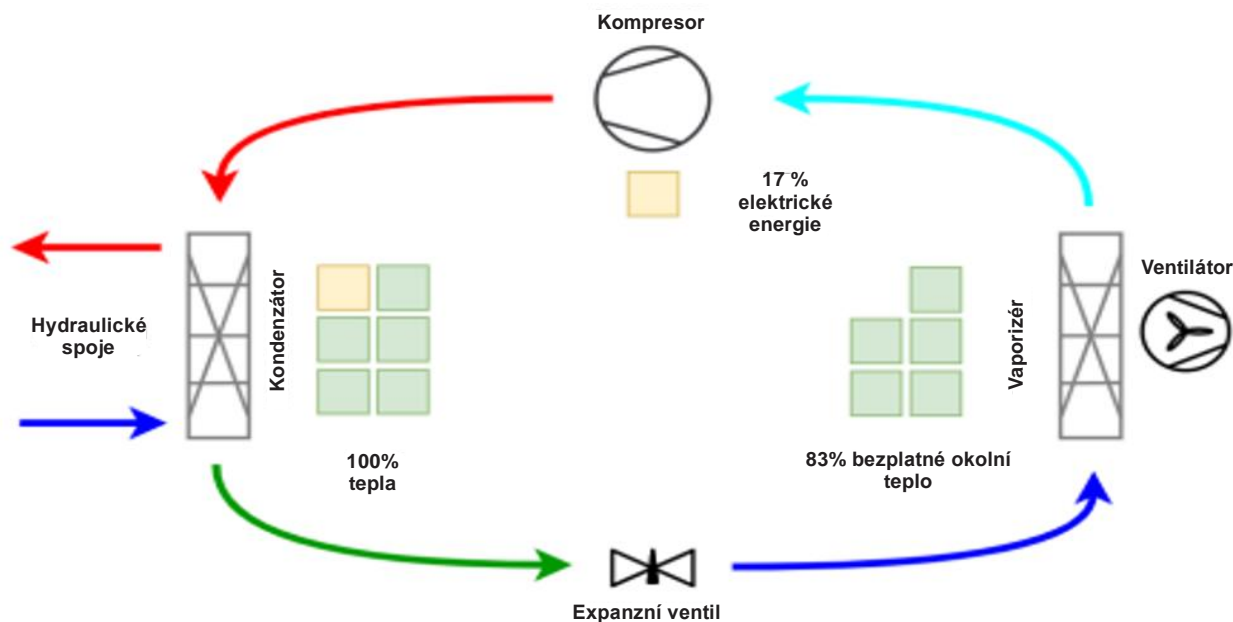 Kompresor
17 %
elektrické
energie
Ventilátor
Hydraulické
spoje
Kondenzátor
Vaporizér
100%
tepla
83% bezplatné okolní
teplo
Expanzní ventil